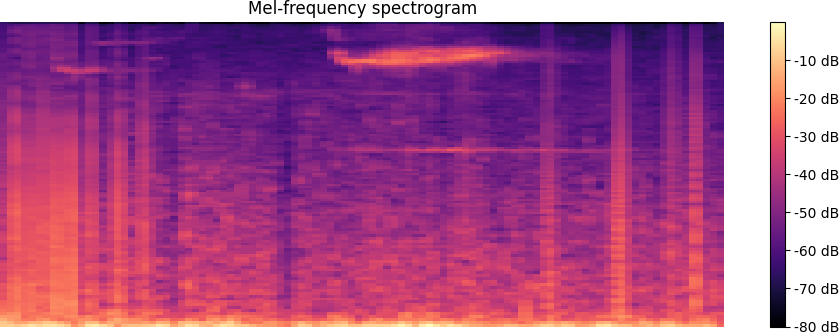 Mel-frequency spectrogram
-10 dB
-20 dB
-30 dB
-40 dB
-50 dB
-60 dB
-70 dB
-80 dB